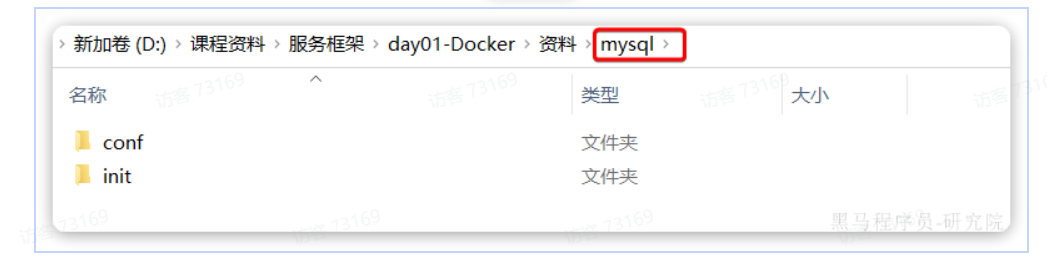 › 新加卷 (D:) › 课程资料 › 服务框架 › day01-Docker › 资料 › mysql ›
名称 类型 大小
conf 文件夹
init 文件夹
访客 73169
访客 73169
访客 73169
访客 73169
访客 73169
访客 73169
访客 73169
黑马程序员-研究院